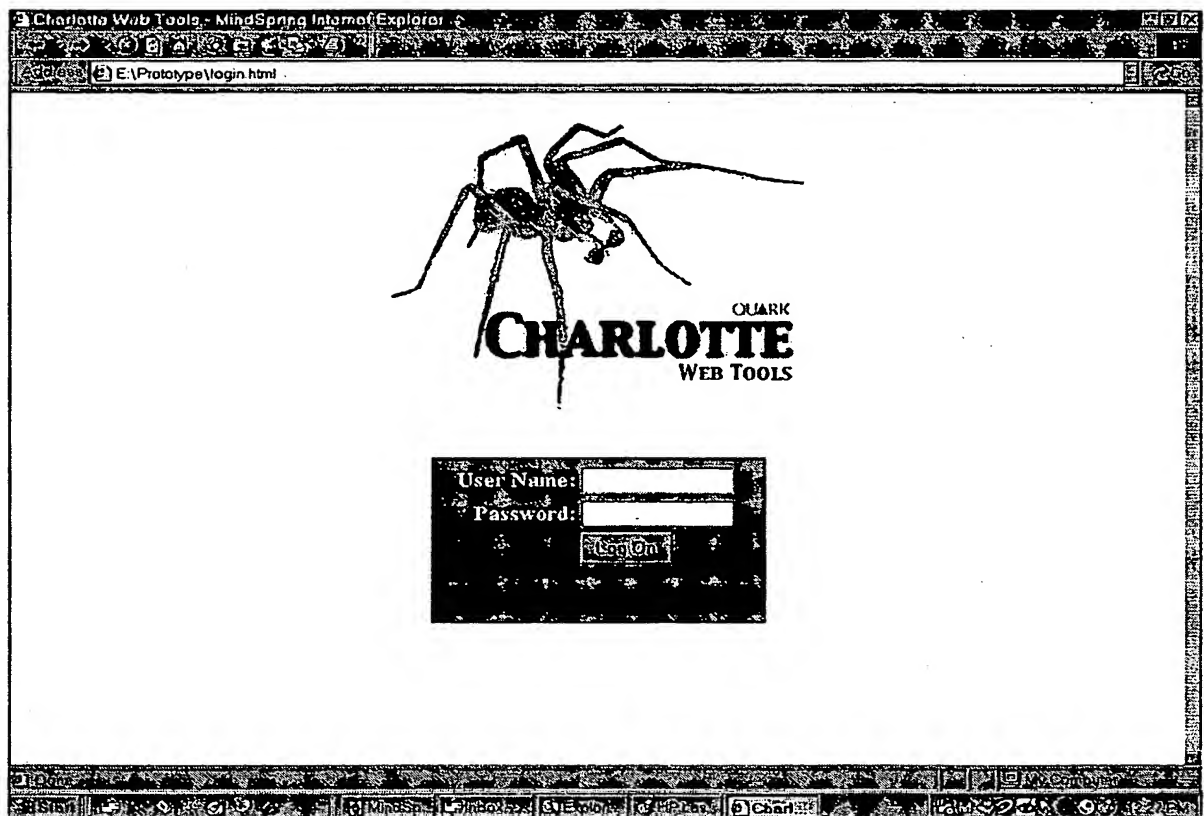 Charlotte Web Tools - MindSpring Internet Explorer
Address E:\Prototype\login.html
QUARK
CHARLOTTE
WEB TOOLS
User Name:
Password:
Log On
Done
My Computer
Start